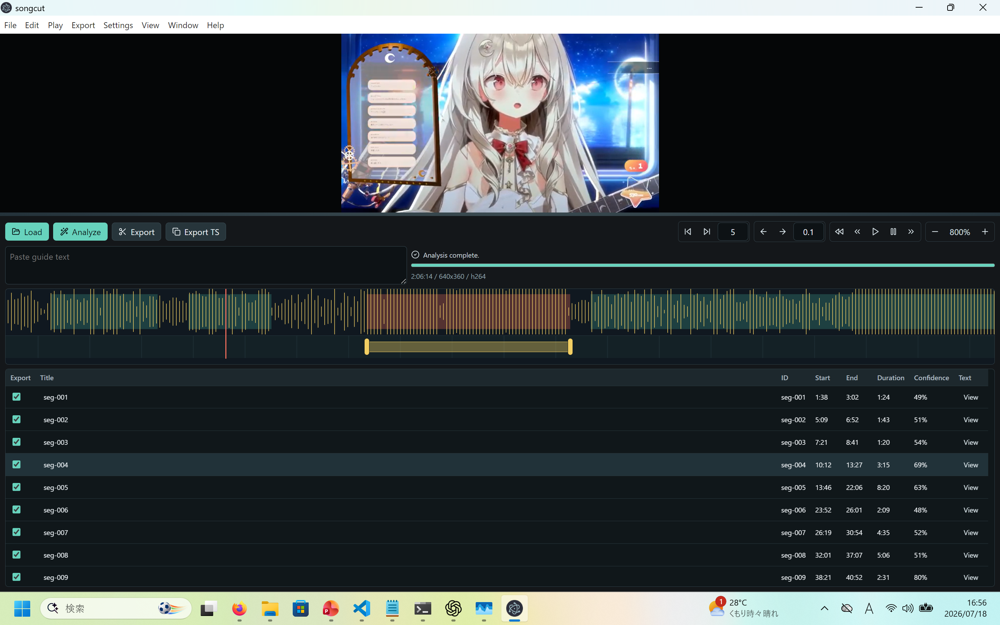 songcut
File Edit Play Export Settings View Window Help
...
Lv. 1
530
Load Analyze Export Export TS 5 0.1 800%
Paste guide text
Analysis complete.
2:06:14 / 640x360 / h264
Export Title ID Start End Duration Confidence Text
seg-001 seg-001 1:38 3:02 1:24 49% View
seg-002 seg-002 5:09 6:52 1:43 51% View
seg-003 seg-003 7:21 8:41 1:20 54% View
seg-004 seg-004 10:12 13:27 3:15 69% View
seg-005 seg-005 13:46 22:06 8:20 63% View
seg-006 seg-006 23:52 26:01 2:09 48% View
seg-007 seg-007 26:19 30:54 4:35 52% View
seg-008 seg-008 32:01 37:07 5:06 51% View
seg-009 seg-009 38:21 40:52 2:31 80% View
検索
1 28°C
くもり時々晴れ
A
16:56
2026/07/18